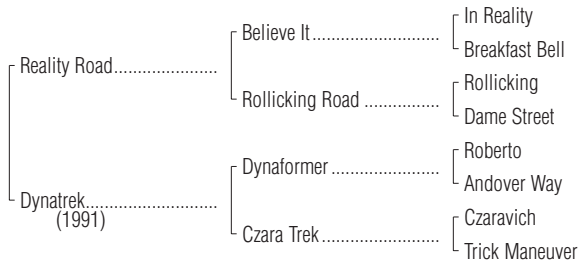 In Reality
Believe It
Breakfast Bell
Reality Road
Rollicking
Rollicking Road
Dame Street
Roberto
Dynaformer
Andover Way
Dynatrek
(1991)
Czaravich
Czara Trek
Trick Maneuver